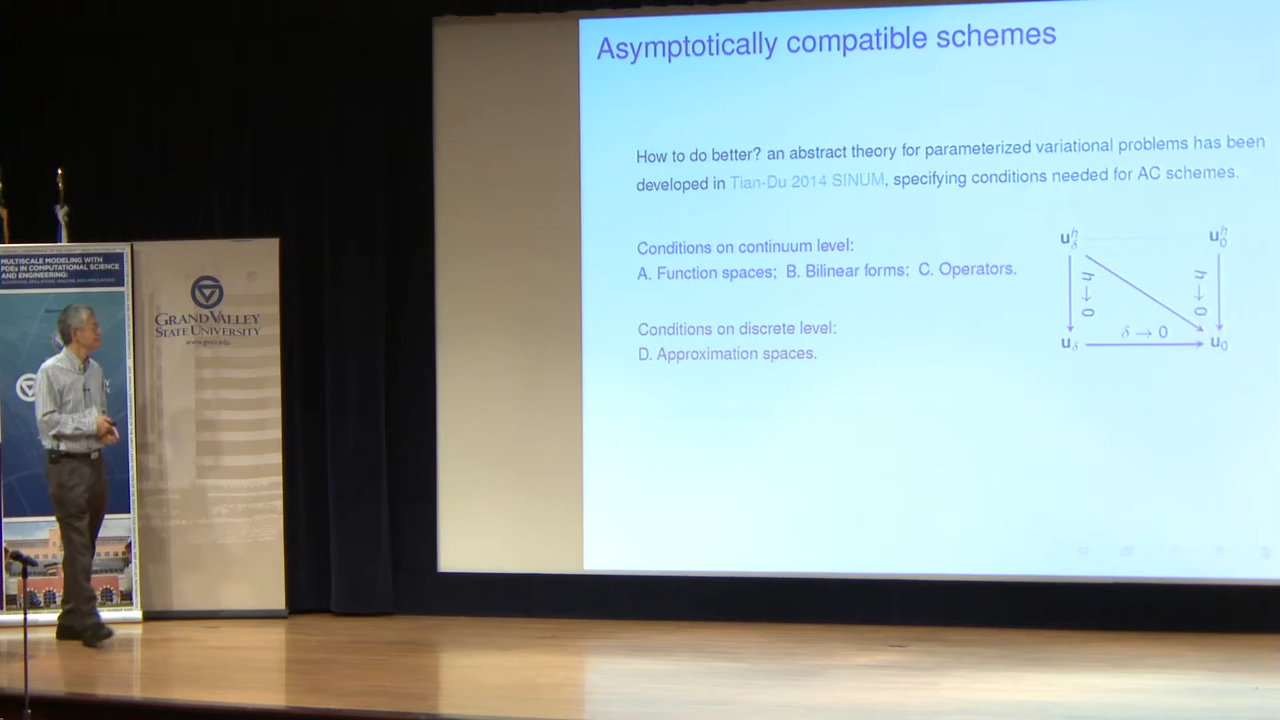 Asymptotically compatible schemes
How to do better? an abstract theory for parameterized variational problems has been
developed in Tian-Du 2014 SINUM, specifying conditions needed for AC schemes.
Conditions on continuum level:
A. Function spaces; B. Bilinear forms; C. Operators.
Conditions on discrete level:
D. Approximation spaces.
u_δ^h
u_0^h
h → 0
h → 0
δ → 0
u_δ
u_0
MULTISCALE MODELING WITH
PDEs IN COMPUTATIONAL SCIENCE
AND ENGINEERING:
GRAND VALLEY
STATE UNIVERSITY
www.gvsu.edu